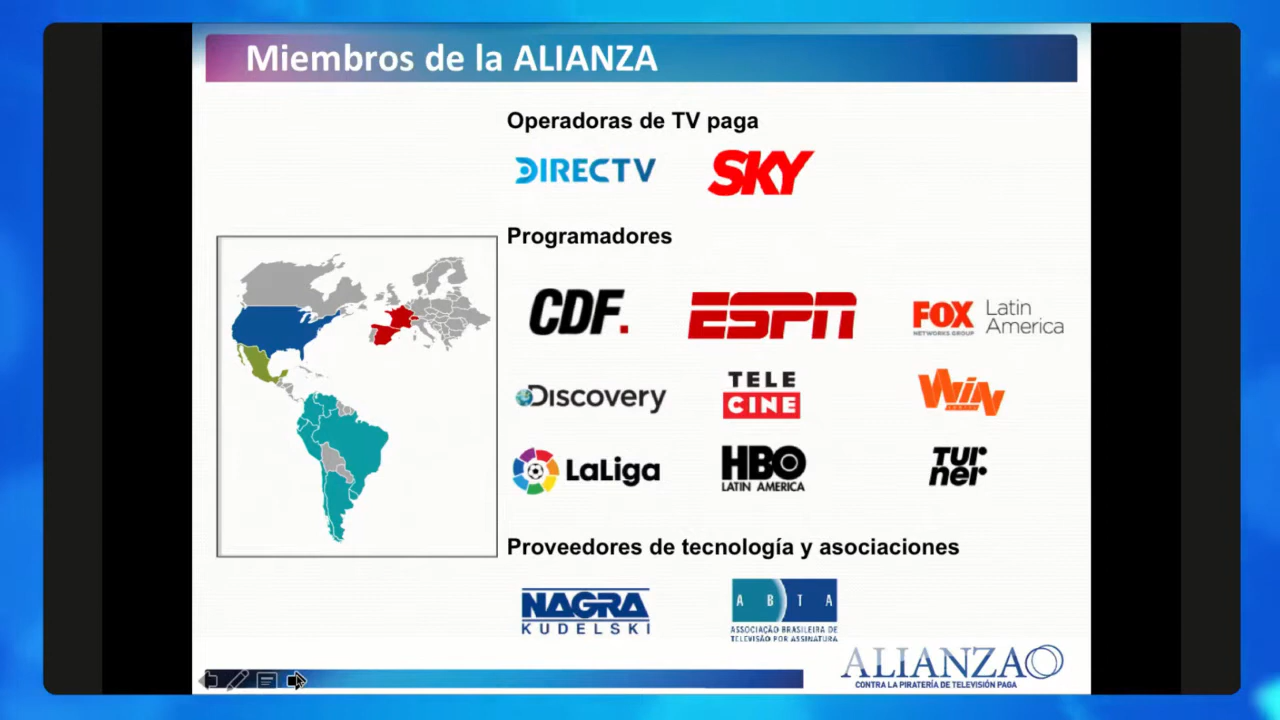 Miembros de la ALIANZA
Operadoras de TV paga
DIRECTV
SKY
Programadores
CDF.
ESPN
FOX
NETWORKS GROUP
Latin
America
Discovery
TELE
CINE
WIN
SPORTS
LaLiga
HBO
LATIN AMERICA
TUR
ner
Proveedores de tecnología y asociaciones
NAGRA
KUDELSKI
A B T A
ASSOCIAÇÃO BRASILEIRA DE
TELEVISÃO POR ASSINATURA
ALIANZA
CONTRA LA PIRATERÍA DE TELEVISIÓN PAGA